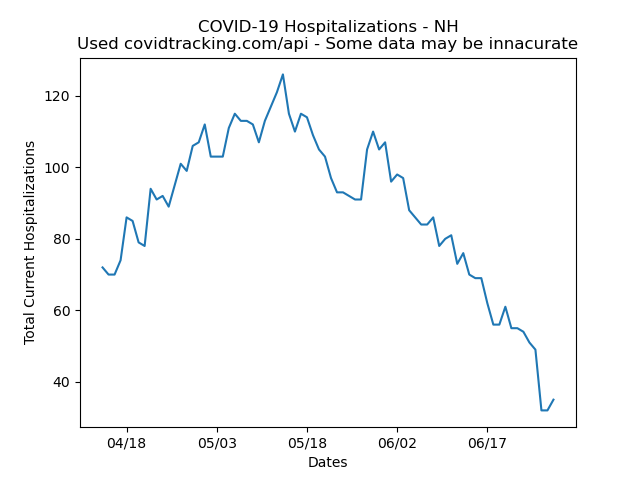 COVID-19 Hospitalizations - NH
Used covidtracking.com/api - Some data may be innacurate
Total Current Hospitalizations
120
100
80
60
40
04/18
05/03
05/18
06/02
06/17
Dates